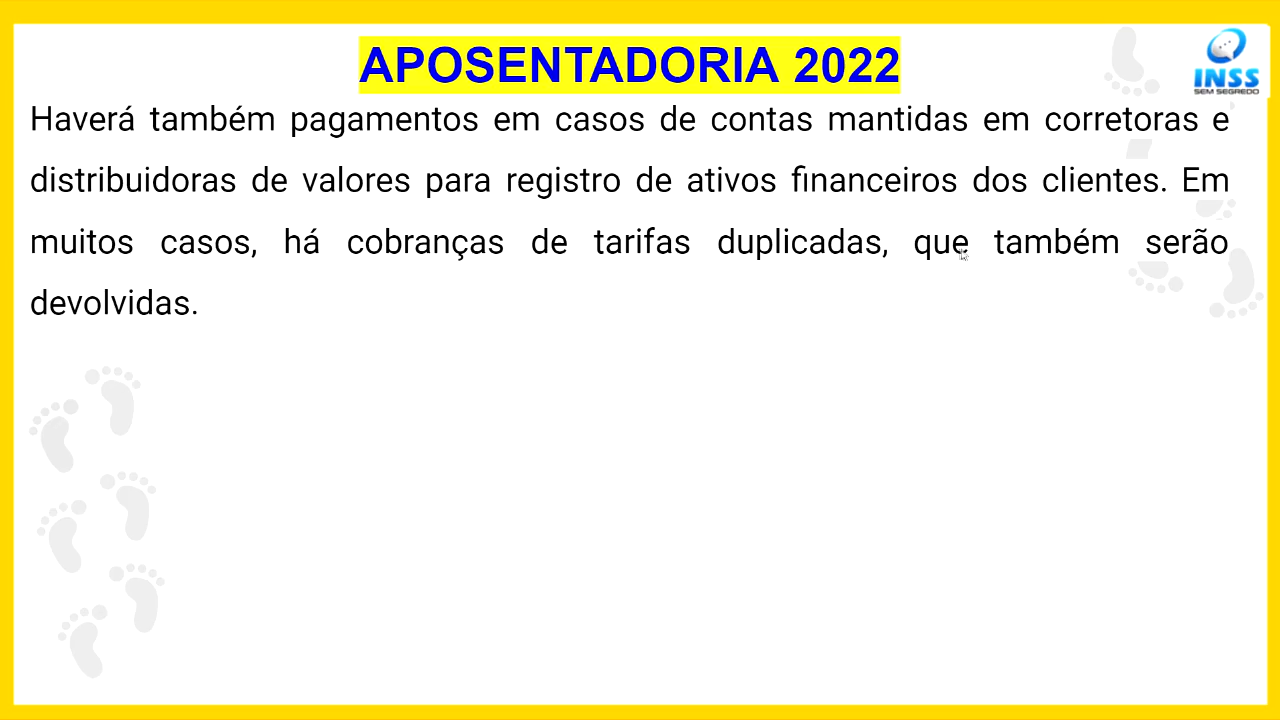 APOSENTADORIA 2022
INSS
SEM SEGREDO
Haverá também pagamentos em casos de contas mantidas em corretoras e
distribuidoras de valores para registro de ativos financeiros dos clientes. Em
muitos casos, há cobranças de tarifas duplicadas, que também serão
devolvidas.